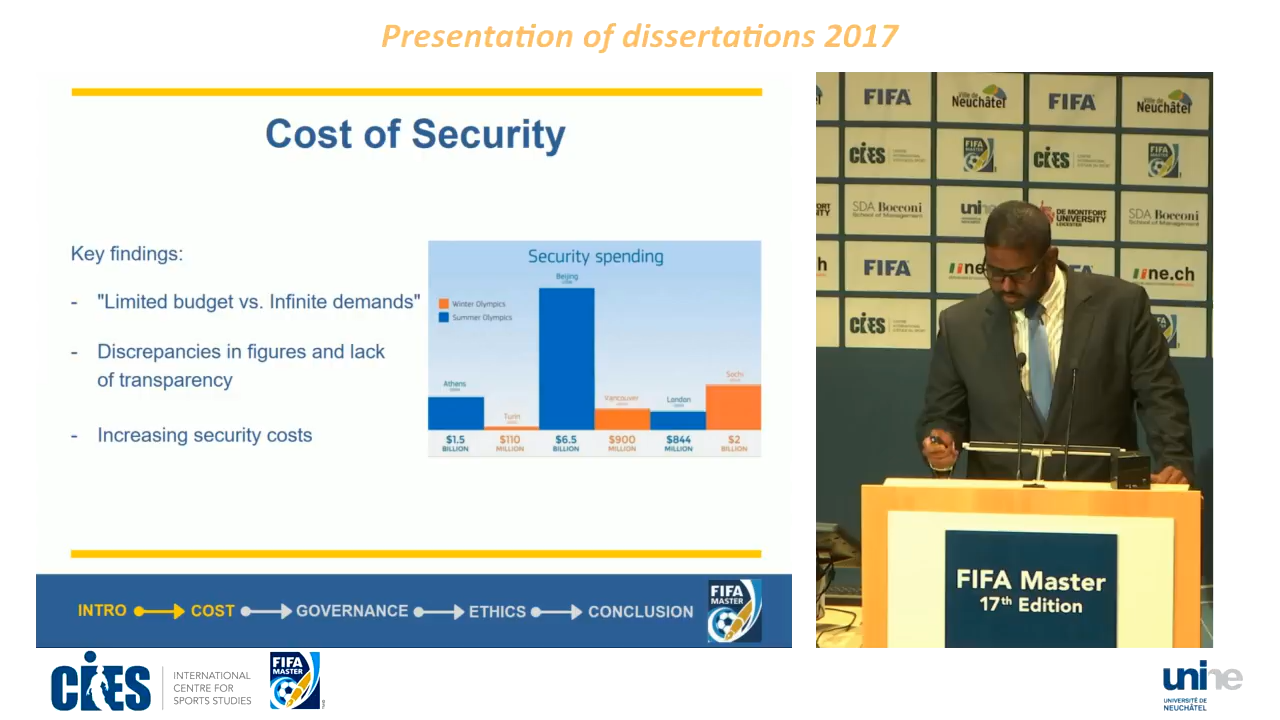 Presentation of dissertations 2017
Cost of Security
Key findings:
- "Limited budget vs. Infinite demands"
- Discrepancies in figures and lack
of transparency
- Increasing security costs
Security spending
Winter Olympics
Summer Olympics
Athens
Turin
Beijing
Vancouver
London
Sochi
$1.5
BILLION
$110
MILLION
$6.5
BILLION
$900
MILLION
$844
MILLION
$2
BILLION
INTRO COST GOVERNANCE ETHICS CONCLUSION
FIFA
MASTER
FIFA
Ville de
Neuchâtel
FIFA
Ville de
Neuchâtel
CIES
FIFA
MASTER
CIES
FIFA
SDA Bocconi
School of Management
uni
DE MONTFORT
UNIVERSITY
LEICESTER
SDA Bocconi
School of Management
FIFA
ne.ch
CIES
FIFA Master
17th Edition
CIES
INTERNATIONAL
CENTRE FOR
SPORTS STUDIES
FIFA
MASTER
unine
UNIVERSITÉ DE
NEUCHÂTEL